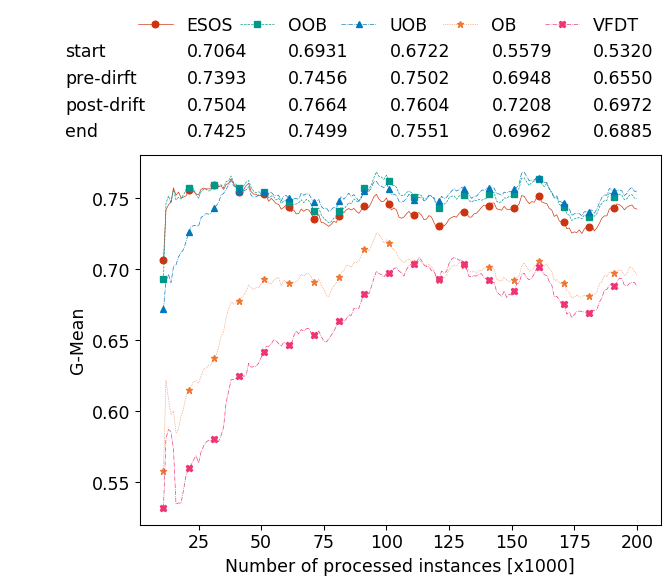 ESOS OOB UOB OB VFDT
start 0.7064 0.6931 0.6722 0.5579 0.5320
pre-dirft 0.7393 0.7456 0.7502 0.6948 0.6550
post-drift 0.7504 0.7664 0.7604 0.7208 0.6972
end 0.7425 0.7499 0.7551 0.6962 0.6885
0.75
0.70
0.65
0.60
0.55
G-Mean
25 50 75 100 125 150 175 200
Number of processed instances [x1000]